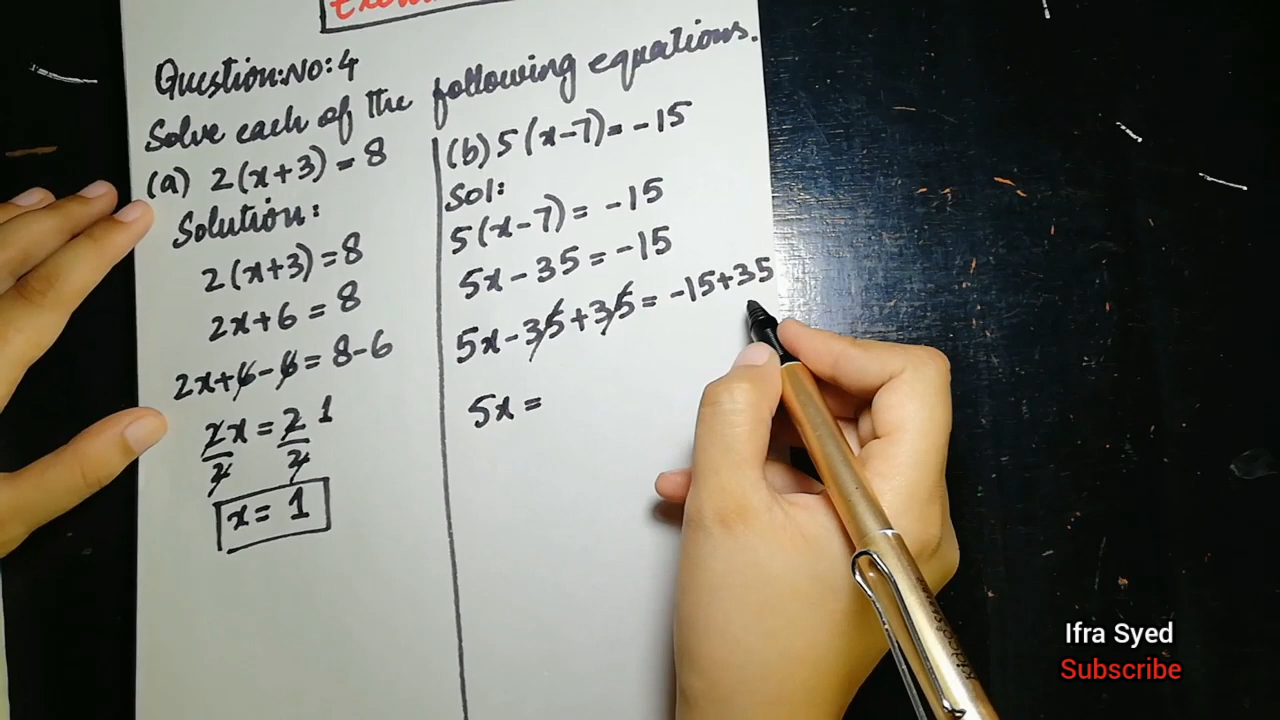 Question:No:4
Solve each of the following equations.
(a) 2(x+3) = 8
Solution:
2(x+3) = 8
2x+6 = 8
2x+6-6 = 8-6
2x/2 = 2/2 1
x = 1
(b) 5(x-7) = -15
Sol:
5(x-7) = -15
5x-35 = -15
5x-35+35 = -15+35
5x =
Ifra Syed
Subscribe